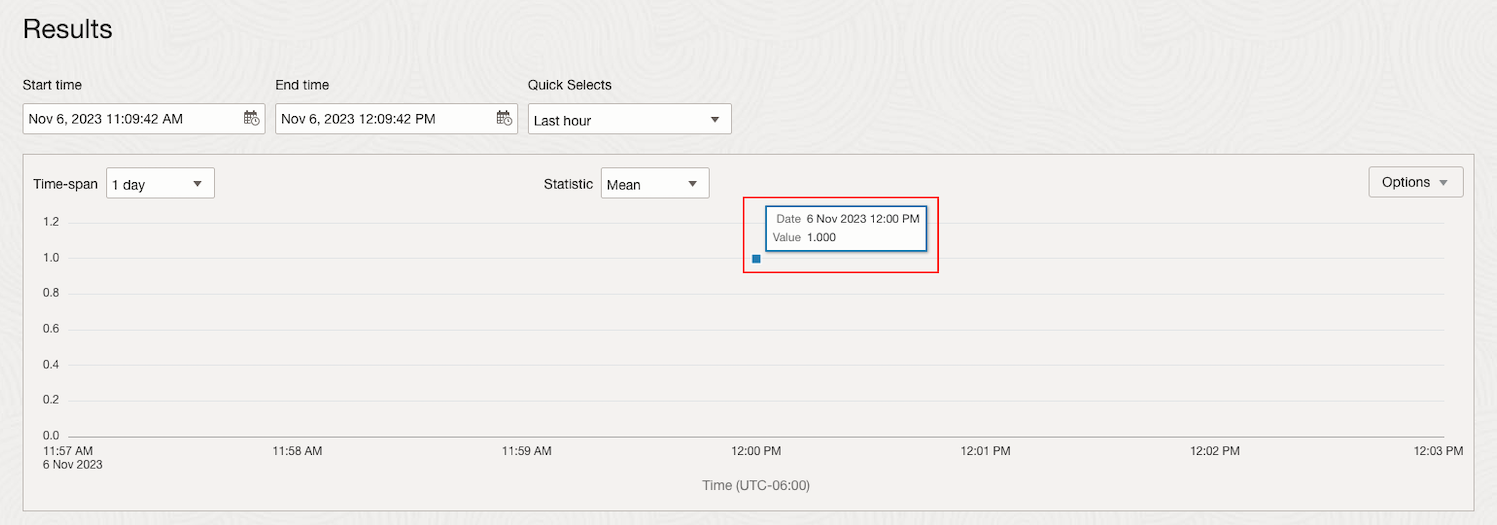 Results
Start time
End time
Quick Selects
Nov 6, 2023 11:09:42 AM
Nov 6, 2023 12:09:42 PM
Last hour
Time-span
1 day
Statistic
Mean
Options
Date 6 Nov 2023 12:00 PM
Value 1.000
1.2
1.0
0.8
0.6
0.4
0.2
0.0
11:57 AM
6 Nov 2023
11:58 AM
11:59 AM
12:00 PM
12:01 PM
12:02 PM
12:03 PM
Time (UTC-06:00)